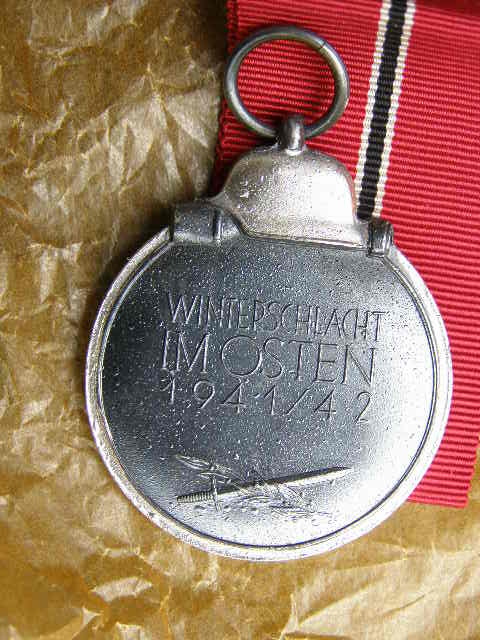 WINTERSCHLACHT
IM OSTEN
1941/42